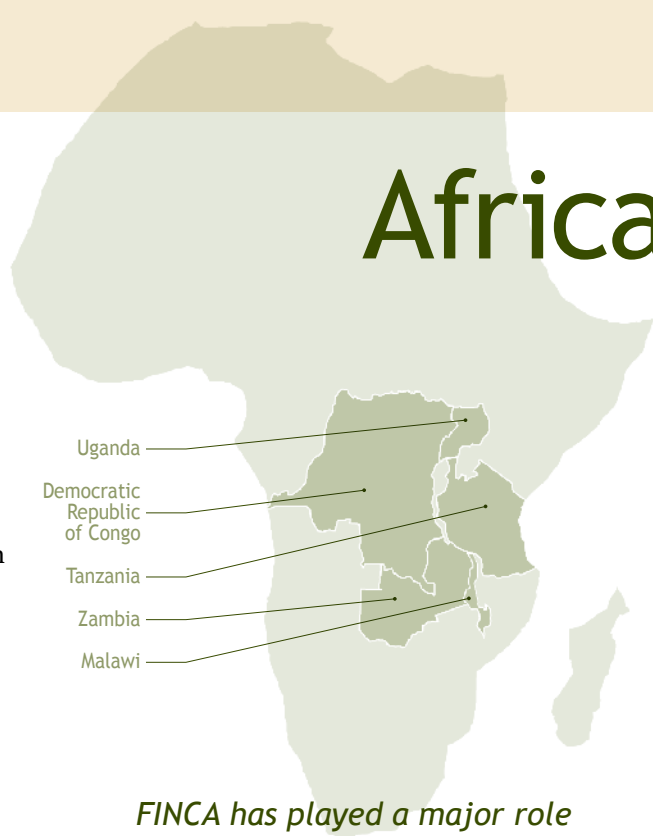 Africa
Uganda
Democratic
Republic
of Congo
Tanzania
Zambia
Malawi
FINCA has played a major role